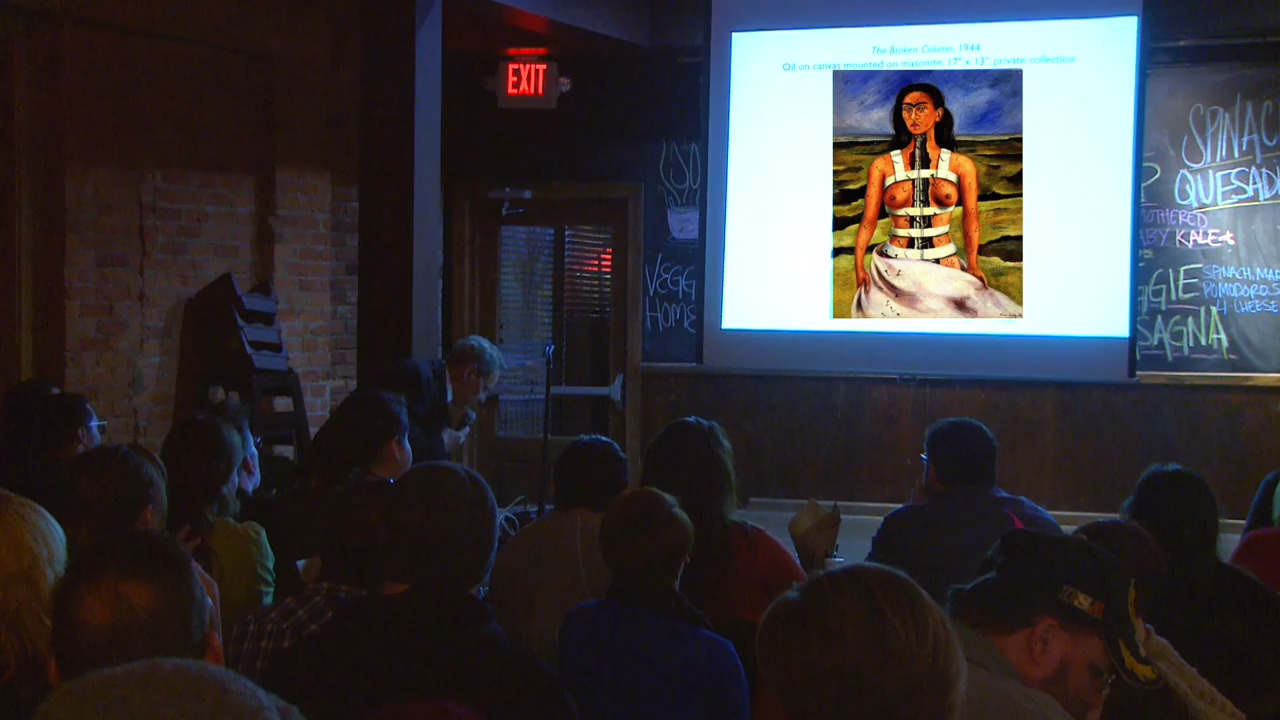 EXIT
The Broken Column, 1944
Oil on canvas mounted on masonite, 17" x 13", private collection
VEGG
HOME
SPINAC
QUESAD
OTHERED
BY KALE +
GIE
SPINACH, MAR
POMODORO, S
4 CHEESE
SAGNA